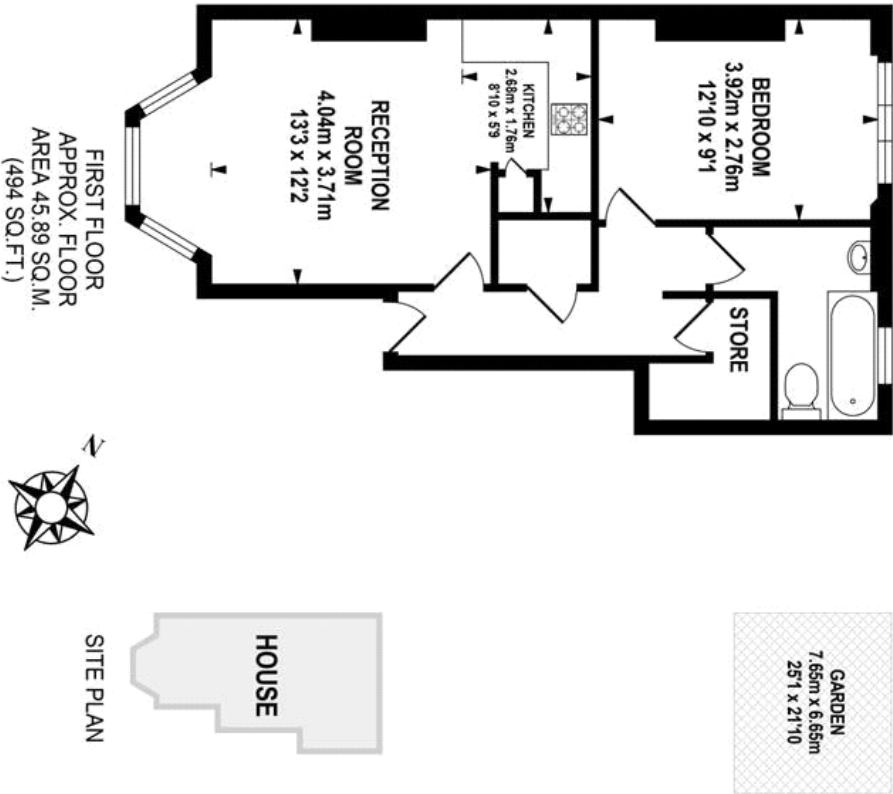 BEDROOM
3.92m x 2.76m
12'10 x 9'1
KITCHEN
2.68m x 1.76m
8'10 x 5'9
RECEPTION
ROOM
4.04m x 3.71m
13'3 x 12'2
STORE
FIRST FLOOR
APPROX. FLOOR
AREA 45.89 SQ.M.
(494 SQ.FT.)
N
GARDEN
7.65m x 6.65m
25'1 x 21'10
HOUSE
SITE PLAN